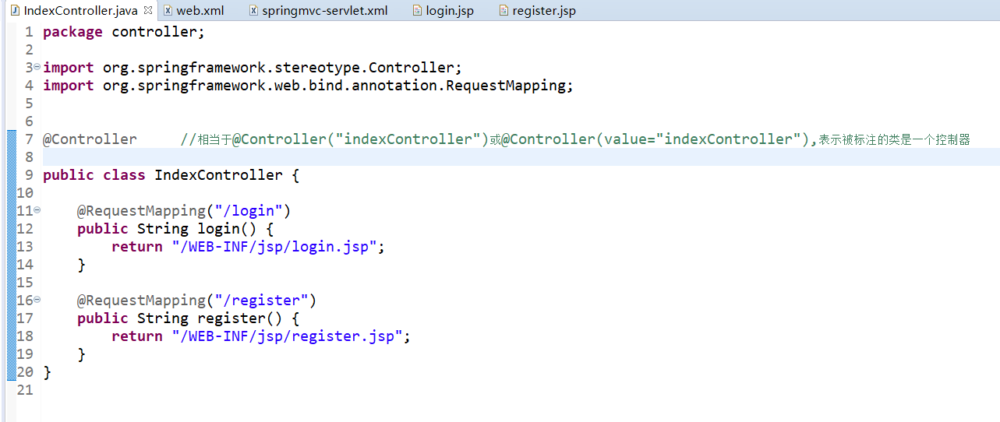 IndexController.java web.xml springmvc-servlet.xml login.jsp register.jsp
1 package controller;
2
3 import org.springframework.stereotype.Controller;
4 import org.springframework.web.bind.annotation.RequestMapping;
5
6
7 @Controller //相当于@Controller("indexController")或@Controller(value="indexController"),表示被标注的类是一个控制器
8
9 public class IndexController {
10
11 @RequestMapping("/login")
12 public String login() {
13 return "/WEB-INF/jsp/login.jsp";
14 }
15
16 @RequestMapping("/register")
17 public String register() {
18 return "/WEB-INF/jsp/register.jsp";
19 }
20 }
21